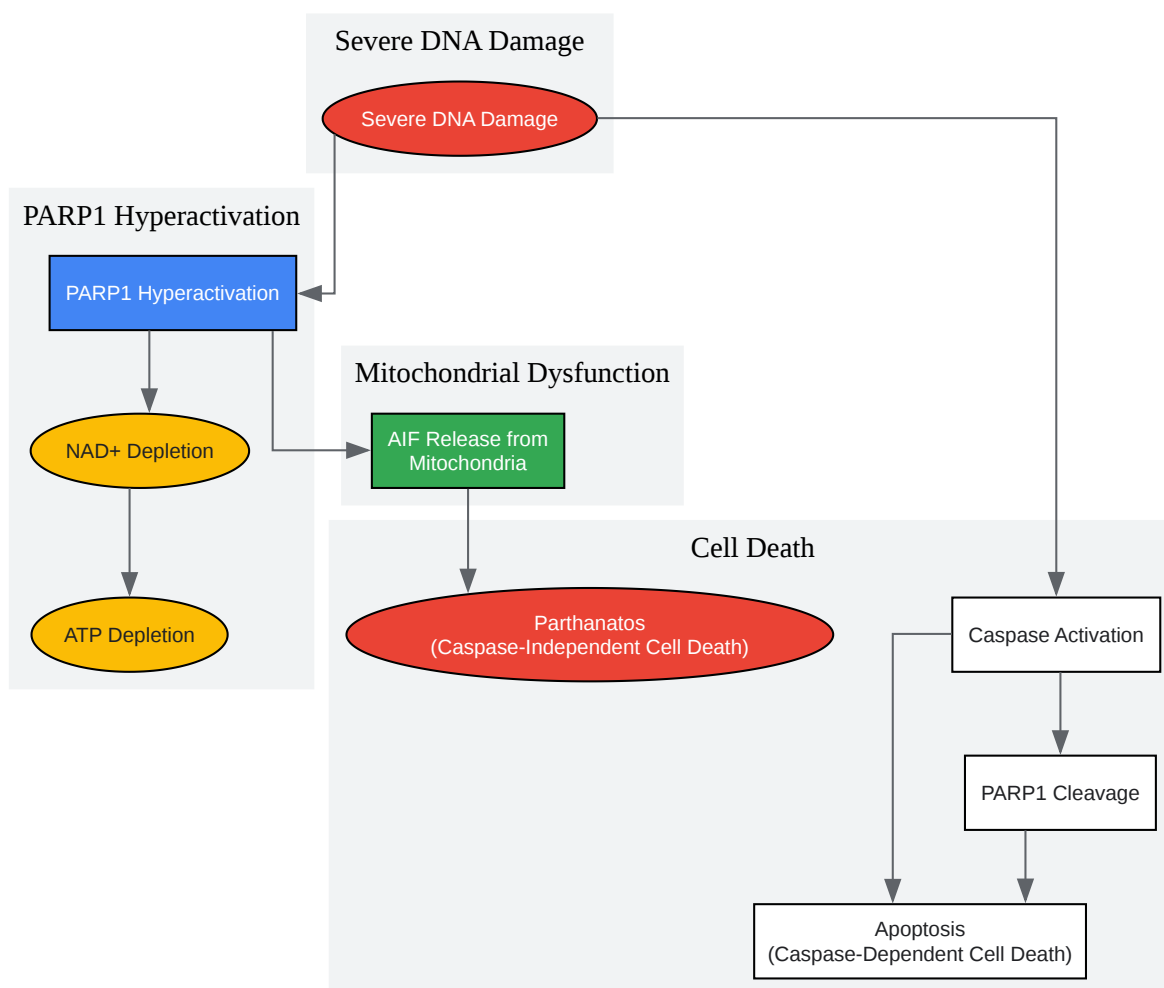 Severe DNA Damage
Severe DNA Damage
PARP1 Hyperactivation
PARP1 Hyperactivation
Mitochondrial Dysfunction
AIF Release from
Mitochondria
NAD+ Depletion
Cell Death
ATP Depletion
Parthanatos
(Caspase-Independent Cell Death)
Caspase Activation
PARP1 Cleavage
Apoptosis
(Caspase-Dependent Cell Death)